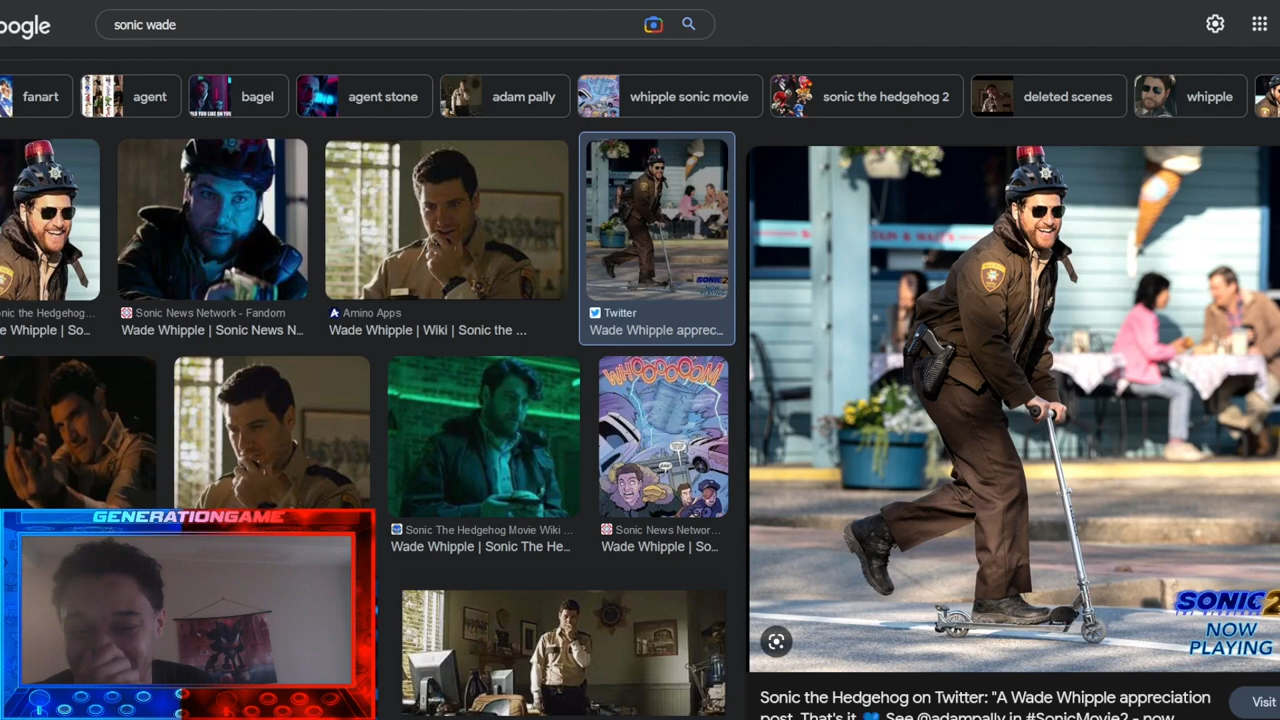 oogle
sonic wade
fanart
agent
bagel
agent stone
adam pally
whipple sonic movie
sonic the hedgehog 2
deleted scenes
whipple
nic the Hedgehog...
e Whipple | So...
Sonic News Network - Fandom
Wade Whipple | Sonic News N...
Amino Apps
Wade Whipple | Wiki | Sonic the ...
SONIC 2
NOW
PLAYING
Twitter
Wade Whipple apprec...
WHOOOOOOM
Sonic The Hedgehog Movie Wiki ...
Wade Whipple | Sonic The He...
Sonic News Networ...
Wade Whipple | So...
GENERATIONGAME
SONIC 2
NOW
PLAYING
Sonic the Hedgehog on Twitter: "A Wade Whipple appreciation
post. That's it. 💙 See @adampally in #SonicMovie2 - now
Visit